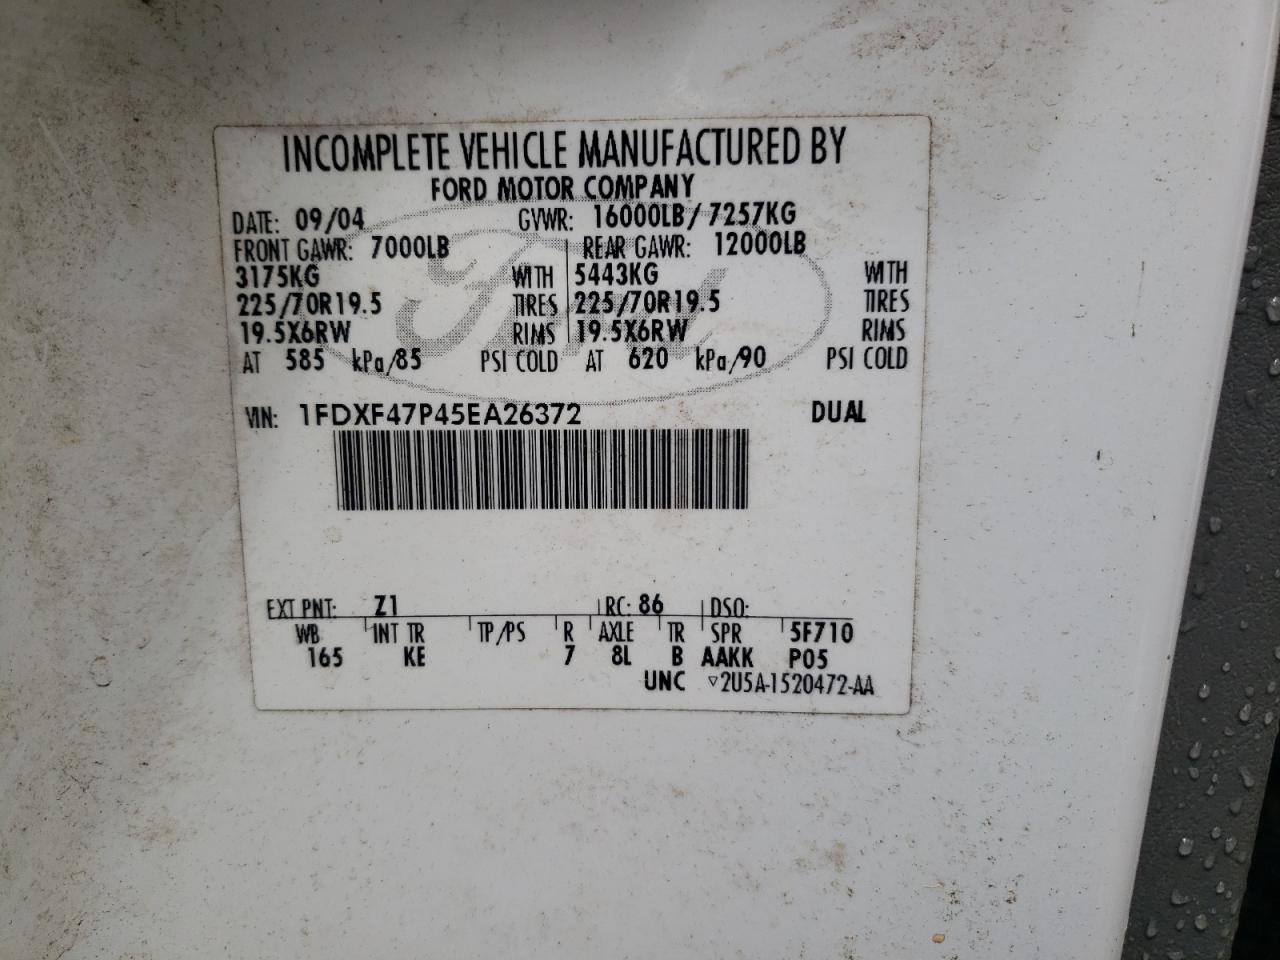 INCOMPLETE VEHICLE MANUFACTURED BY
FORD MOTOR COMPANY
DATE: 09/04 GVWR: 16000LB/7257KG
FRONT GAWR: 7000LB REAR GAWR: 12000LB
3175KG WITH 5443KG WITH
225/70R19.5 TIRES 225/70R19.5 TIRES
19.5X6RW RIMS 19.5X6RW RIMS
AT 585 kPa/85 PSI COLD AT 620 kPa/90 PSI COLD
VIN: 1FDXF47P45EA26372 DUAL
EXT PNT: Z1 RC: 86 DSO:
WB INT TR TP/PS R AXLE TR SPR 5F710
165 KE 7 8L B AAKK P05
UNC ▽2U5A-1520472-AA
Ford